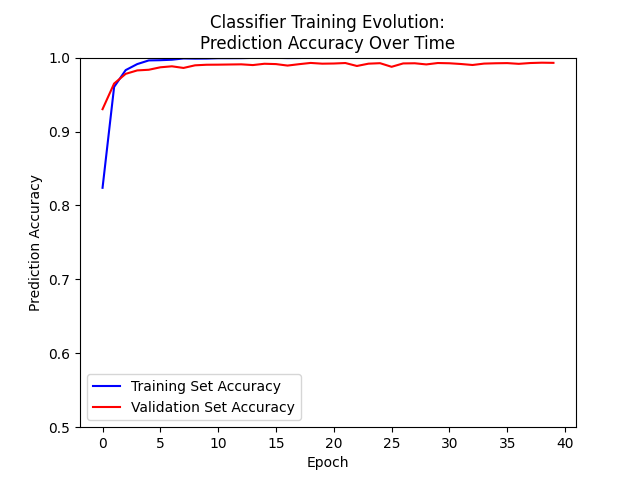 Classifier Training Evolution:
Prediction Accuracy Over Time
1.0
0.9
0.8
0.7
0.6
0.5
Prediction Accuracy
Training Set Accuracy
Validation Set Accuracy
0 5 10 15 20 25 30 35 40
Epoch